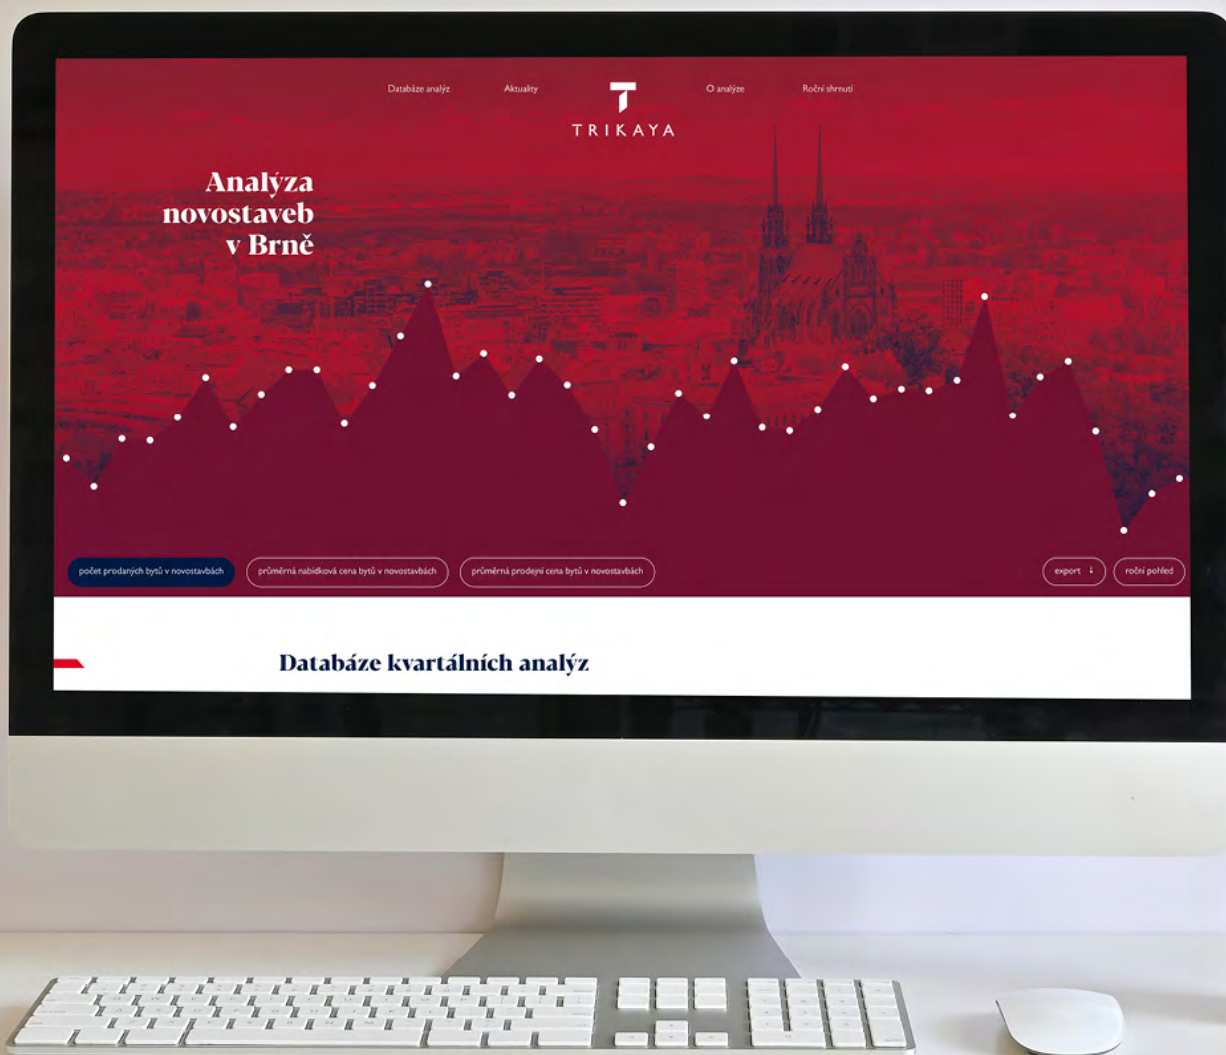 Databáze analýz
Aktuality
TRIKAYA
O analýze
Roční shrnutí
Analýza
novostaveb
v Brně
počet prodaných bytů v novostavbách
průměrná nabídková cena bytů v novostavbách
průměrná prodejní cena bytů v novostavbách
export ↓
roční pohled
Databáze kvartálních analýz